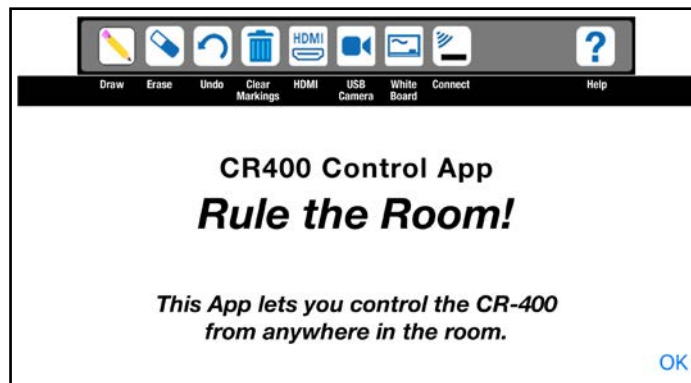 HDMI
?
Draw Erase Undo Clear Markings HDMI USB Camera White Board Connect Help
CR400 Control App
Rule the Room!
This App lets you control the CR-400
from anywhere in the room.
OK